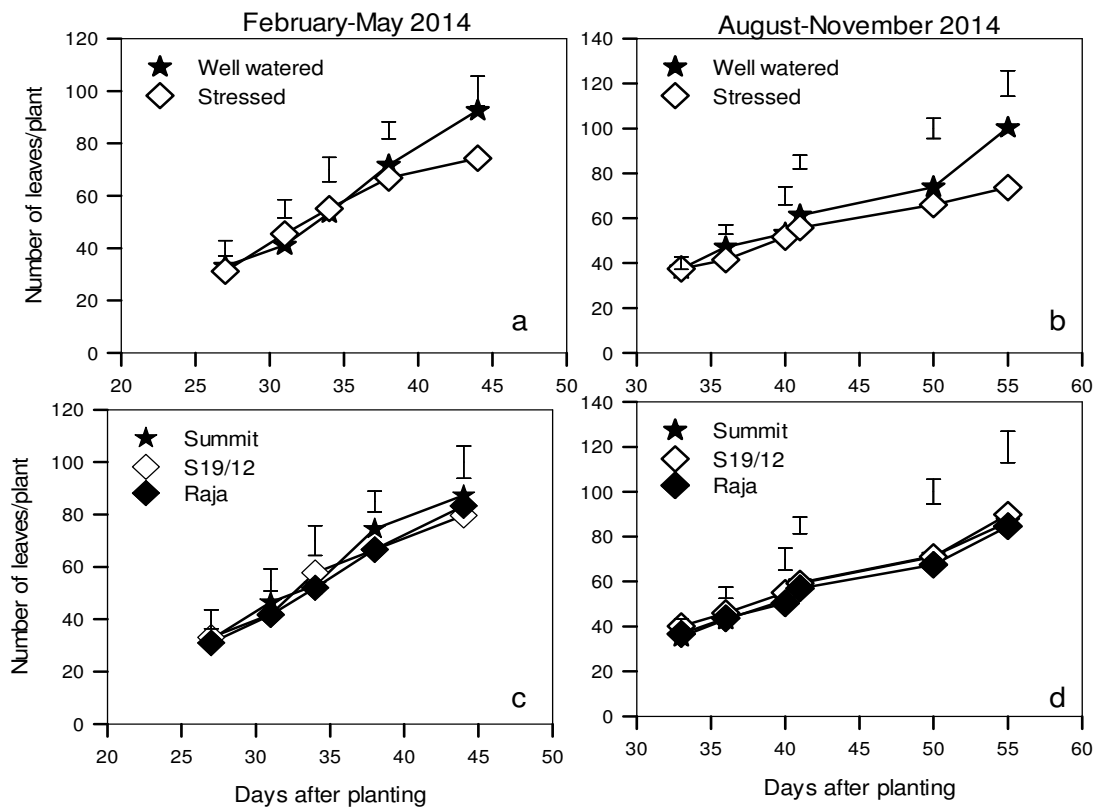 February-May 2014
August-November 2014
120
100
80
60
40
20
0
Number of leaves/plant
Well watered
Stressed
a
20 25 30 35 40 45 50
140
120
100
80
60
40
20
0
Well watered
Stressed
b
30 35 40 45 50 55 60
120
100
80
60
40
20
0
Number of leaves/plant
Summit
S19/12
Raja
c
20 25 30 35 40 45 50
Days after planting
140
120
100
80
60
40
20
0
Summit
S19/12
Raja
d
30 35 40 45 50 55 60
Days after planting